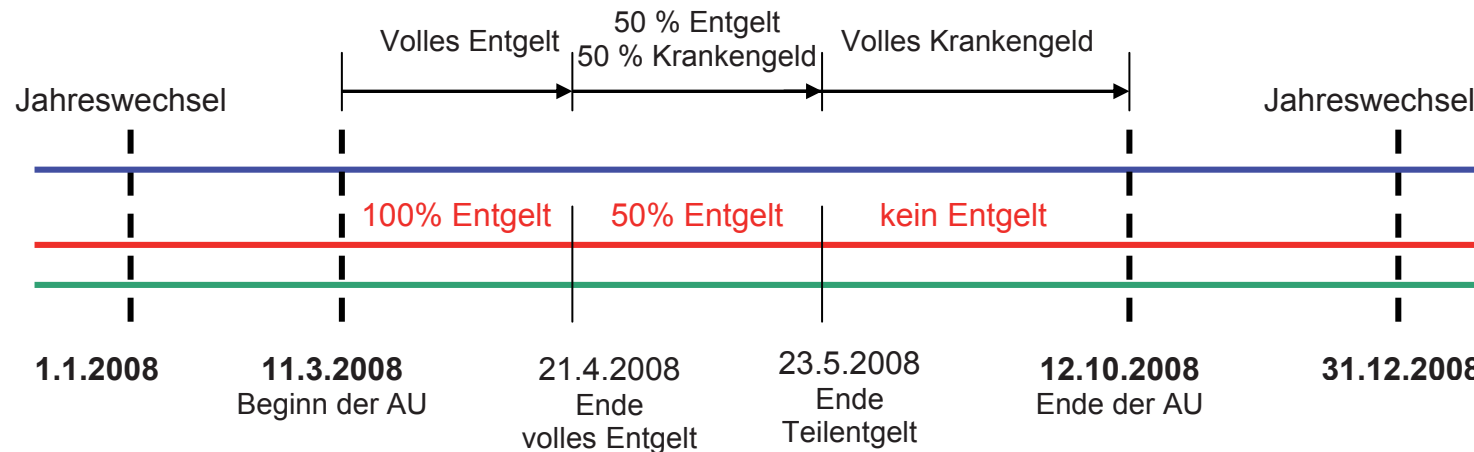 Volles Entgelt
50 % Entgelt
50 % Krankengeld
Volles Krankengeld
Jahreswechsel
Jahreswechsel
100% Entgelt
50% Entgelt
kein Entgelt
1.1.2008
11.3.2008
Beginn der AU
21.4.2008
Ende
volles Entgelt
23.5.2008
Ende
Teilentgelt
12.10.2008
Ende der AU
31.12.2008